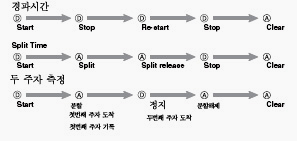 경과시간
Ⓓ Ⓓ Ⓓ Ⓓ Ⓐ
Start Stop Re-start Stop Clear
Split Time
Ⓓ Ⓐ Ⓐ Ⓓ Ⓐ
Start Split Split release Stop Clear
두 주자 측정
Ⓓ Ⓐ Ⓓ Ⓐ Ⓐ
Start 분할 정지 분할해제 Clear
첫번째 주자 도착 두번째 주자 도착
첫번째 주자 기록